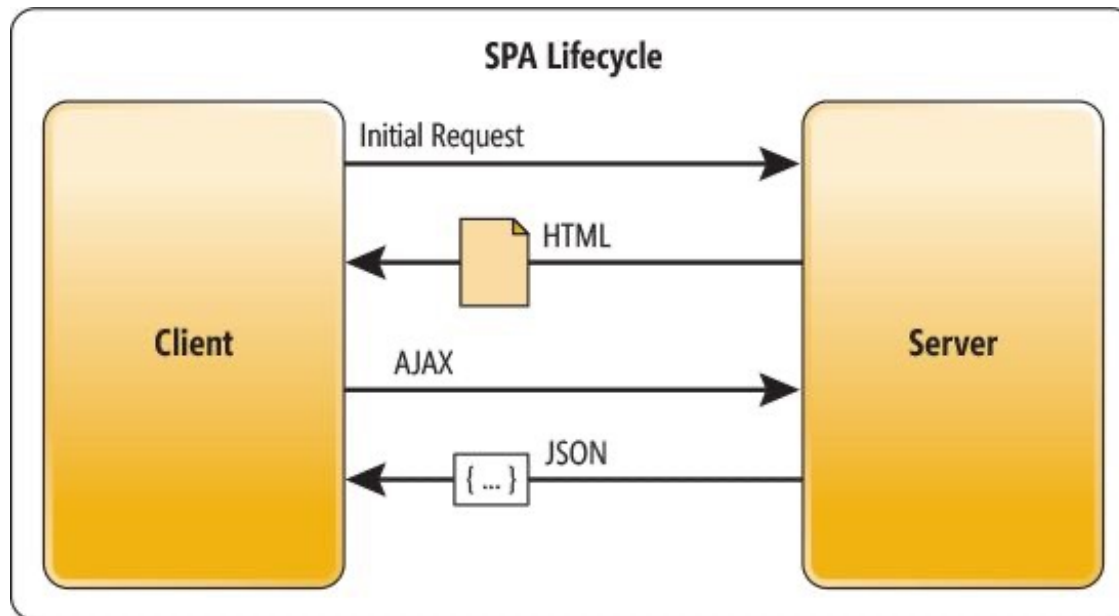 SPA Lifecycle
Initial Request
HTML
Client
Server
AJAX
JSON
{ ... }